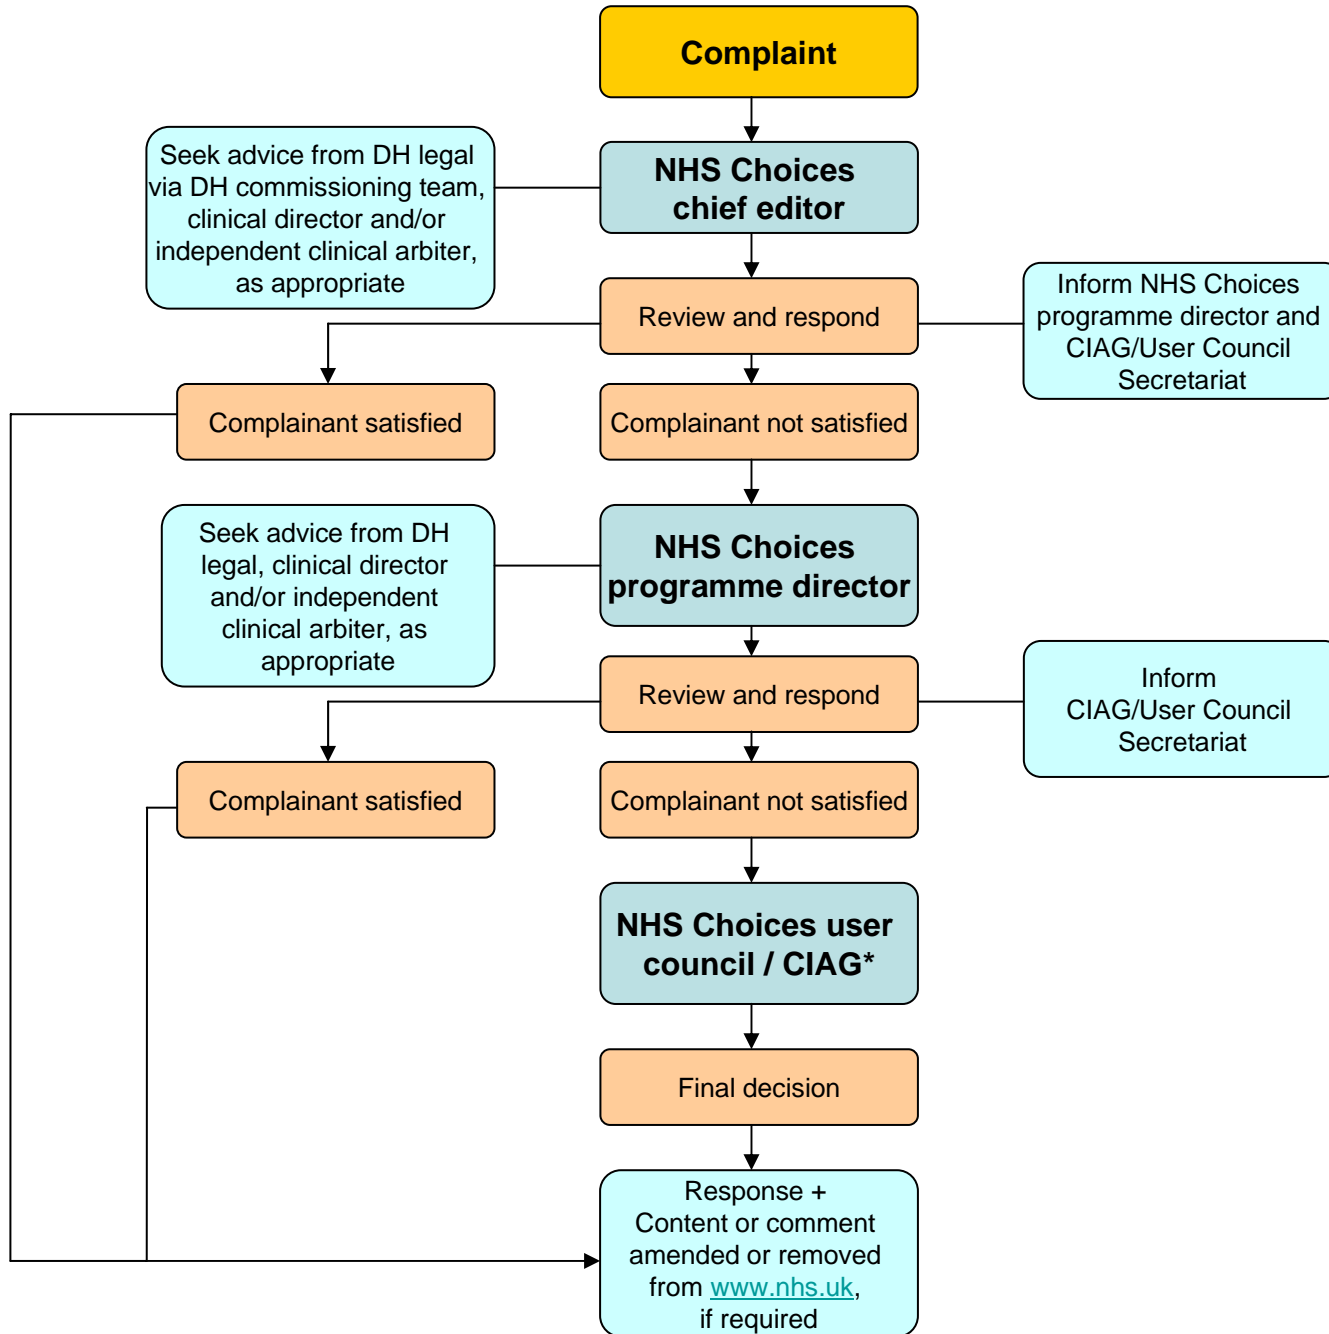 Complaint
Seek advice from DH legal
via DH commissioning team,
clinical director and/or
independent clinical arbiter,
as appropriate
NHS Choices
chief editor
Review and respond
Inform NHS Choices
programme director and
CIAG/User Council
Secretariat
Complainant satisfied
Complainant not satisfied
Seek advice from DH
legal, clinical director
and/or independent
clinical arbiter, as
appropriate
NHS Choices
programme director
Review and respond
Inform
CIAG/User Council
Secretariat
Complainant satisfied
Complainant not satisfied
NHS Choices user
council / CIAG*
Final decision
Response +
Content or comment
amended or removed
from www.nhs.uk,
if required